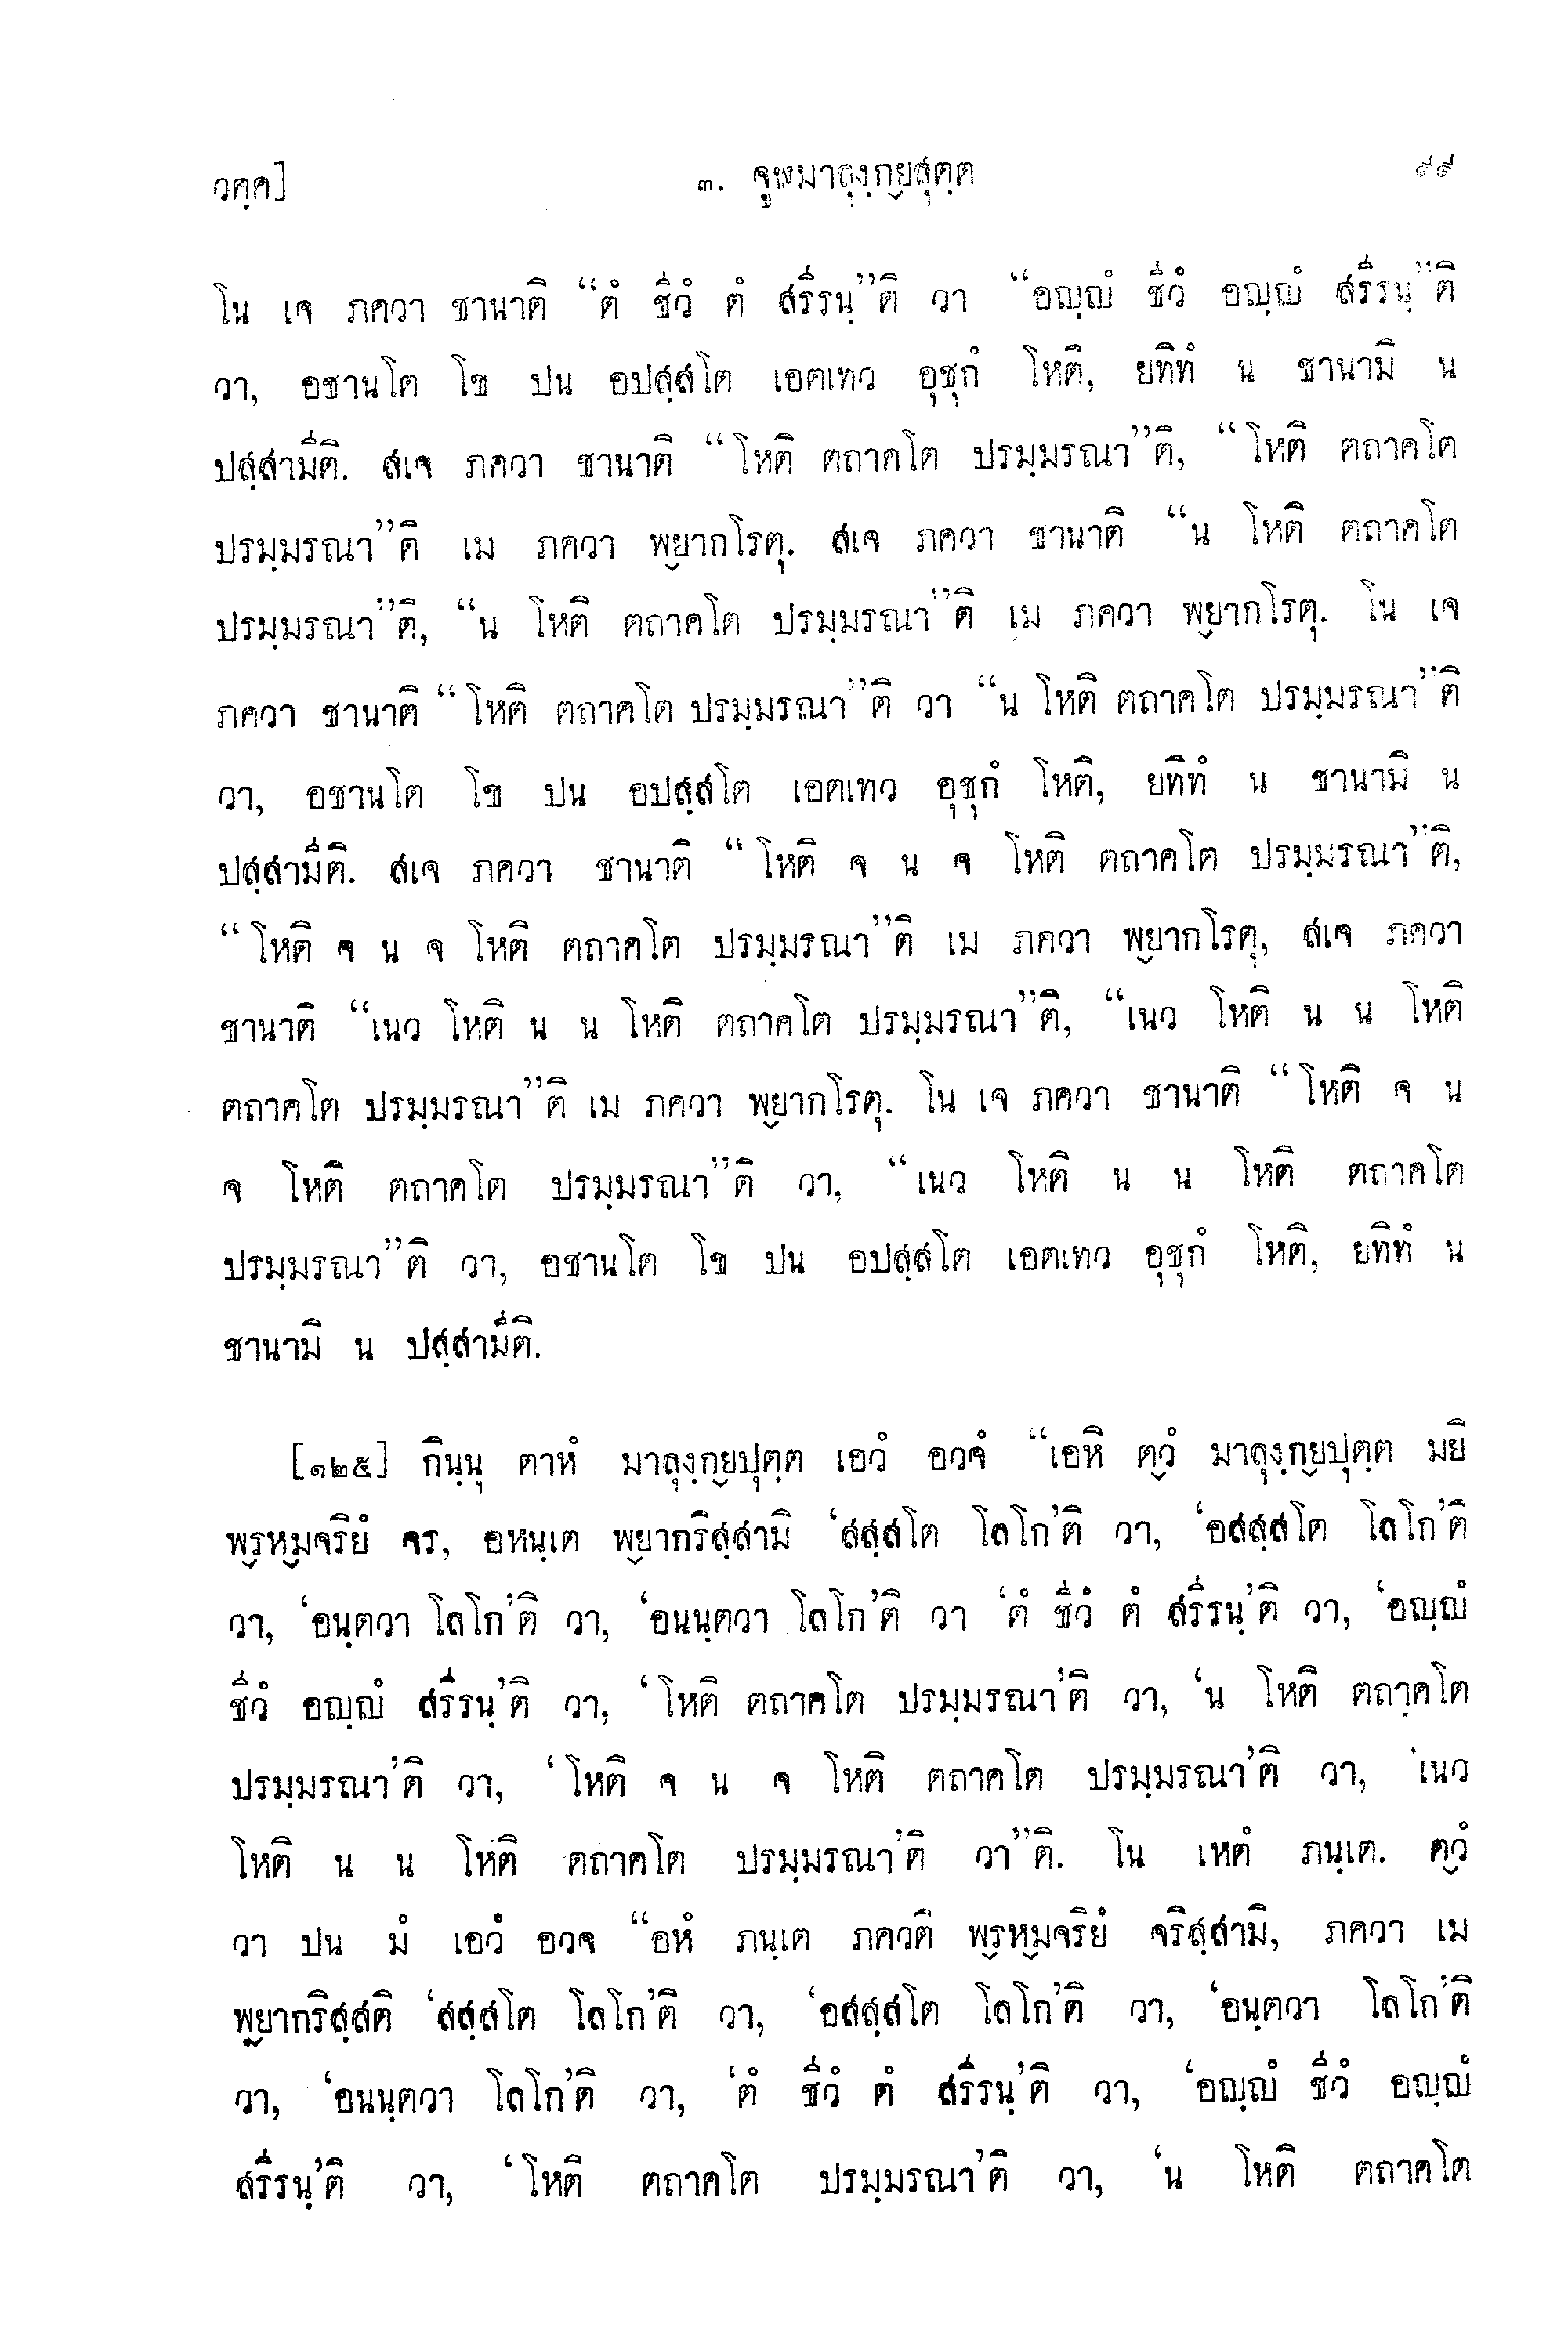 วคฺค] ๓. จูฬมาลุงฺกฺยสุตฺต ๙๙
โน เจ ภควา ชานาติ “ตํ ชีวํ ตํ สรีรนฺ”ติ วา “อญฺญํ ชีวํ อญฺญํ สรีรนฺ”ติ
วา, อชานโต โข ปน อปสฺสโต เอตเทว อุชุกํ โหติ, ยทิทํ น ชานามิ น
ปสฺสามีติ. สเจ ภควา ชานาติ “โหติ ตถาคโต ปรมฺมรณา”ติ, “โหติ ตถาคโต
ปรมฺมรณา”ติ เม ภควา พฺยากโรตุ. สเจ ภควา ชานาติ “น โหติ ตถาคโต
ปรมฺมรณา”ติ, “น โหติ ตถาคโต ปรมฺมรณา”ติ เม ภควา พฺยากโรตุ. โน เจ
ภควา ชานาติ “โหติ ตถาคโต ปรมฺมรณา”ติ วา “น โหติ ตถาคโต ปรมฺมรณา”ติ
วา, อชานโต โข ปน อปสฺสโต เอตเทว อุชุกํ โหติ, ยทิทํ น ชานามิ น
ปสฺสามีติ. สเจ ภควา ชานาติ “โหติ จ น จ โหติ ตถาคโต ปรมฺมรณา”ติ,
“โหติ จ น จ โหติ ตถาคโต ปรมฺมรณา”ติ เม ภควา พฺยากโรตุ, สเจ ภควา
ชานาติ “เนว โหติ น น โหติ ตถาคโต ปรมฺมรณา”ติ, “เนว โหติ น น โหติ
ตถาคโต ปรมฺมรณา”ติ เม ภควา พฺยากโรตุ. โน เจ ภควา ชานาติ “โหติ จ น
จ โหติ ตถาคโต ปรมฺมรณา”ติ วา, “เนว โหติ น น โหติ ตถาคโต
ปรมฺมรณา”ติ วา, อชานโต โข ปน อปสฺสโต เอตเทว อุชุกํ โหติ, ยทิทํ น
ชานามิ น ปสฺสามีติ.
[๑๒๕] กินฺนุ ตาหํ มาลุงฺกฺยปุตฺต เอวํ อวจํ “เอหิ ตฺวํ มาลุงฺกฺยปุตฺต มยิ
พฺรหฺมจริยํ จร, อหนฺเต พฺยากริสฺสามิ ‘สสฺสโต โลโก’ติ วา, ‘อสสฺสโต โลโก’ติ
วา, ‘อนฺตวา โลโก’ติ วา, ‘อนนฺตวา โลโก’ติ วา ‘ตํ ชีวํ ตํ สรีรนฺ’ติ วา, ‘อญฺญํ
ชีวํ อญฺญํ สรีรนฺ’ติ วา, ‘โหติ ตถาคโต ปรมฺมรณา’ติ วา, ‘น โหติ ตถาคโต
ปรมฺมรณา’ติ วา, ‘โหติ จ น จ โหติ ตถาคโต ปรมฺมรณา’ติ วา, ‘เนว
โหติ น น โหติ ตถาคโต ปรมฺมรณา’ติ วา”ติ. โน เหตํ ภนฺเต. ตฺวํ
วา ปน มํ เอวํ อวจ “อหํ ภนฺเต ภควติ พฺรหฺมจริยํ จริสฺสามิ, ภควา เม
พฺยากริสฺสติ ‘สสฺสโต โลโก’ติ วา, ‘อสสฺสโต โลโก’ติ วา, ‘อนฺตวา โลโก’ติ
วา, ‘อนนฺตวา โลโก’ติ วา, ‘ตํ ชีวํ ตํ สรีรนฺ’ติ วา, ‘อญฺญํ ชีวํ อญฺญํ
สรีรนฺ’ติ วา, ‘โหติ ตถาคโต ปรมฺมรณา’ติ วา, ‘น โหติ ตถาคโต